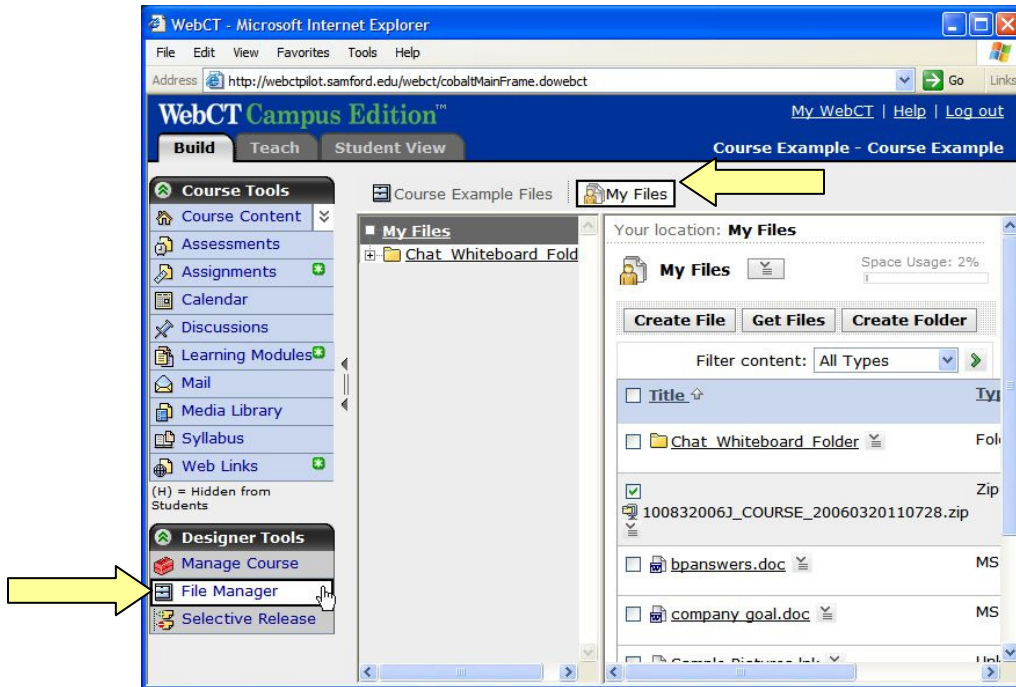 WebCT - Microsoft Internet Explorer
File Edit View Favorites Tools Help
Address http://webctpilot.samford.edu/webct/cobaltMainFrame.dowebct Go Links
WebCT Campus Edition™
My WebCT | Help | Log out
Build Teach Student View
Course Example - Course Example
Course Tools
Course Content
Assessments
Assignments
Calendar
Discussions
Learning Modules
Mail
Media Library
Syllabus
Web Links
(H) = Hidden from
Students
Designer Tools
Manage Course
File Manager
Selective Release
Course Example Files My Files
My Files
Chat_Whiteboard_Fold
Your location: My Files
My Files
Space Usage: 2%
Create File Get Files Create Folder
Filter content: All Types
Title
Chat_Whiteboard_Folder
Zip
100832006J_COURSE_20060320110728.zip
bpanswers.doc MS
company_goal.doc MS